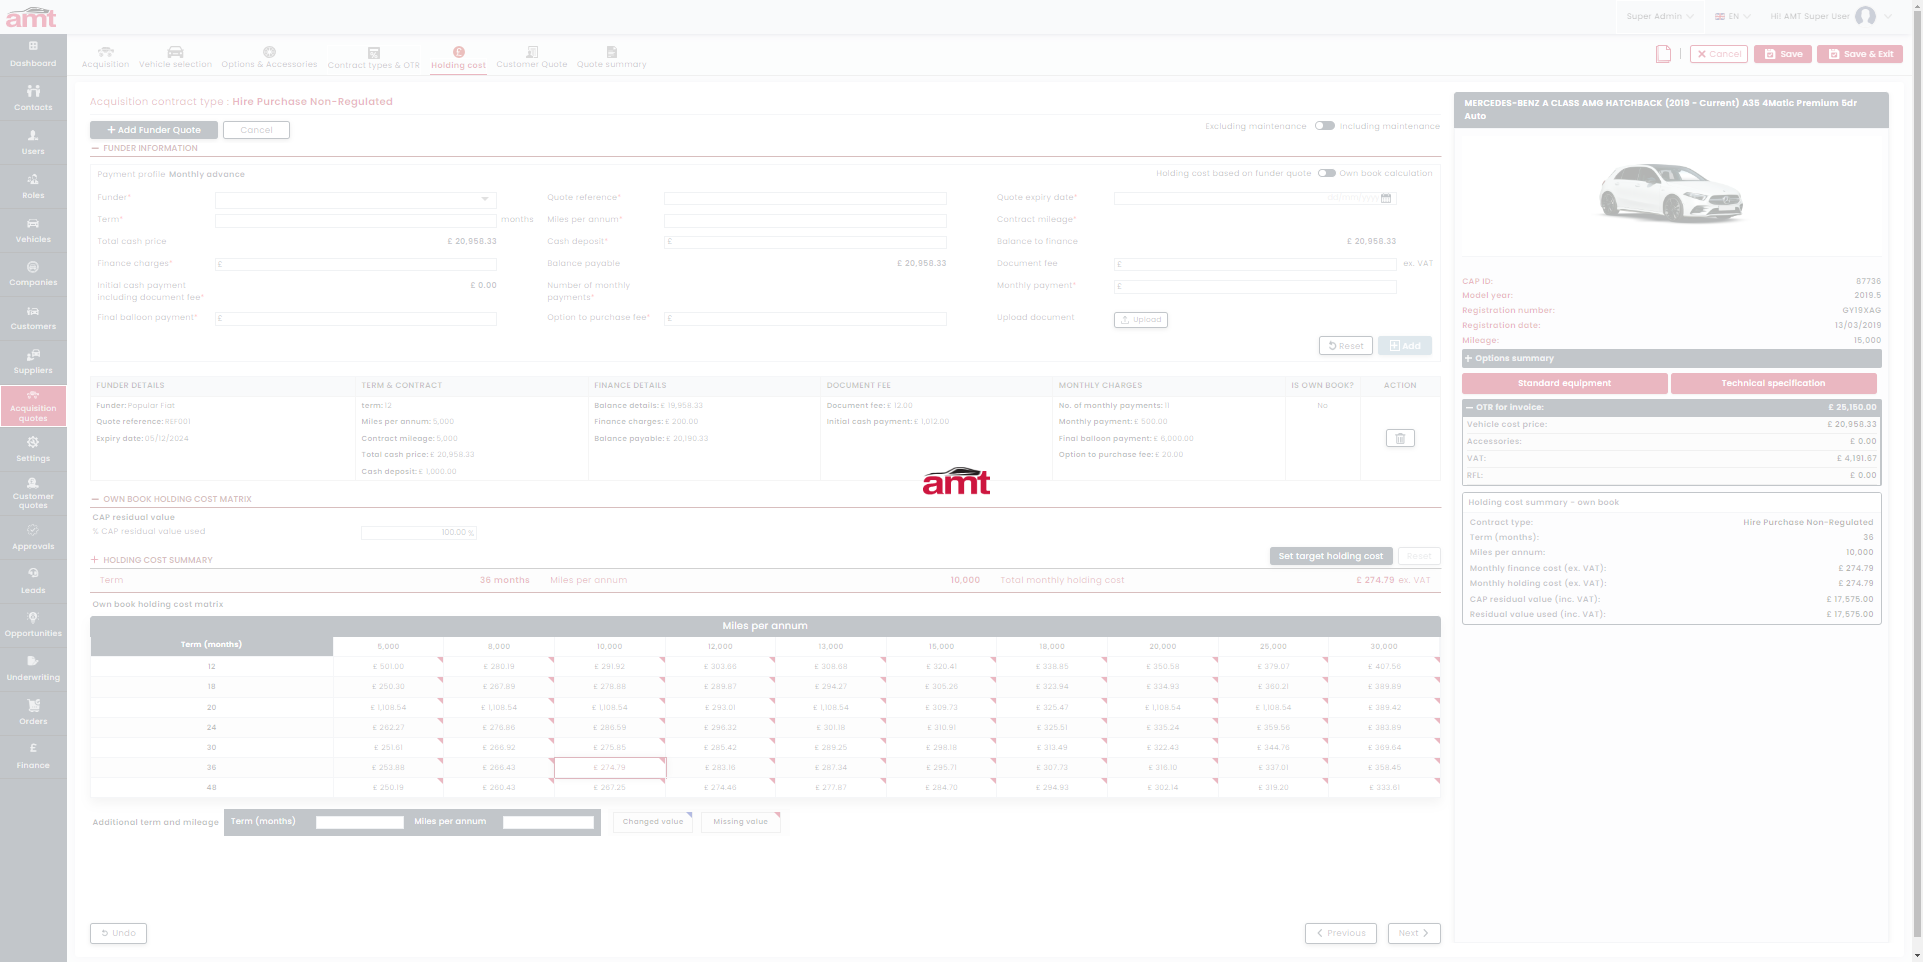 amt
Super Admin
EN
Hi! AMT Super User
Dashboard
Contacts
Users
Roles
Vehicles
Companies
Customers
Suppliers
Acquisition quotes
Settings
Customer quotes
Approvals
Leads
Opportunities
Underwriting
Orders
Finance
Acquisition
Vehicle selection
Options & Accessories
Contract types & OTR
Holding cost
Customer Quote
Quote summary
Cancel
Save
Save & Exit
Acquisition contract type : Hire Purchase Non-Regulated
Add Funder Quote
Cancel
Excluding maintenance
Including maintenance
FUNDER INFORMATION
Payment profile Monthly advance
Holding cost based on funder quote
Own book calculation
Funder*
Quote reference*
Quote expiry date*
dd/mm/yyyy
Term*
months
Miles per annum*
Contract mileage*
Total cash price
£ 20,958.33
Cash deposit*
£
Balance to finance
£ 20,958.33
Finance charges*
£
Balance payable
£ 20,958.33
Document fee
£
ex. VAT
Initial cash payment including document fee*
£ 0.00
Number of monthly payments*
Monthly payment*
£
Final balloon payment*
£
Option to purchase fee*
£
Upload document
Upload
Reset
Add
FUNDER DETAILS TERM & CONTRACT FINANCE DETAILS DOCUMENT FEE MONTHLY CHARGES IS OWN BOOK? ACTION
Funder: Popular Fiat
Quote reference: REF001
Expiry date: 05/12/2024
term: 12
Miles per annum: 5,000
Contract mileage: 5,000
Total cash price: £ 20,958.33
Cash deposit: £ 1,000.00
Balance details: £ 19,958.33
Finance charges: £ 200.00
Balance payable: £ 20,190.33
Document fee: £ 12.00
Initial cash payment: £ 1,012.00
No. of monthly payments: 11
Monthly payment: £ 500.00
Final balloon payment: £ 6,000.00
Option to purchase fee: £ 20.00
No
amt
OWN BOOK HOLDING COST MATRIX
CAP residual value
% CAP residual value used
100.00 %
HOLDING COST SUMMARY
Set target holding cost
Reset
Term 36 months Miles per annum 10,000 Total monthly holding cost £ 274.79 ex. VAT
Own book holding cost matrix
Miles per annum
Term (months) 5,000 8,000 10,000 12,000 13,000 15,000 18,000 20,000 25,000 30,000
12 £ 501.00 £ 280.19 £ 291.92 £ 303.66 £ 308.68 £ 320.41 £ 338.85 £ 350.58 £ 379.07 £ 407.56
18 £ 250.30 £ 267.89 £ 278.88 £ 289.87 £ 294.27 £ 305.26 £ 323.94 £ 334.93 £ 360.21 £ 389.89
20 £ 1,108.54 £ 1,108.54 £ 1,108.54 £ 293.01 £ 1,108.54 £ 309.73 £ 325.47 £ 1,108.54 £ 1,108.54 £ 389.42
24 £ 262.27 £ 276.86 £ 286.59 £ 296.32 £ 301.18 £ 310.91 £ 325.51 £ 335.24 £ 359.56 £ 383.89
30 £ 251.61 £ 266.92 £ 275.85 £ 285.42 £ 289.25 £ 298.18 £ 313.49 £ 322.43 £ 344.76 £ 369.64
36 £ 253.88 £ 266.43 £ 274.79 £ 283.16 £ 287.34 £ 295.71 £ 307.73 £ 316.10 £ 337.01 £ 358.45
48 £ 250.19 £ 260.43 £ 267.25 £ 274.46 £ 277.87 £ 284.70 £ 294.93 £ 302.14 £ 319.20 £ 333.61
Additional term and mileage
Term (months)
Miles per annum
Changed value
Missing value
Undo
Previous
Next
MERCEDES-BENZ A CLASS AMG HATCHBACK (2019 - Current) A35 4Matic Premium 5dr
Auto
CAP ID: 87736
Model year: 2019.5
Registration number: GY19XAG
Registration date: 13/03/2019
Mileage: 15,000
Options summary
Standard equipment
Technical specification
OTR for invoice: £ 25,150.00
Vehicle cost price: £ 20,958.33
Accessories: £ 0.00
VAT: £ 4,191.67
RFL: £ 0.00
Holding cost summary - own book
Contract type: Hire Purchase Non-Regulated
Term (months): 36
Miles per annum: 10,000
Monthly finance cost (ex. VAT): £ 274.79
Monthly holding cost (ex. VAT): £ 274.79
CAP residual value (inc. VAT): £ 17,575.00
Residual value used (inc. VAT): £ 17,575.00